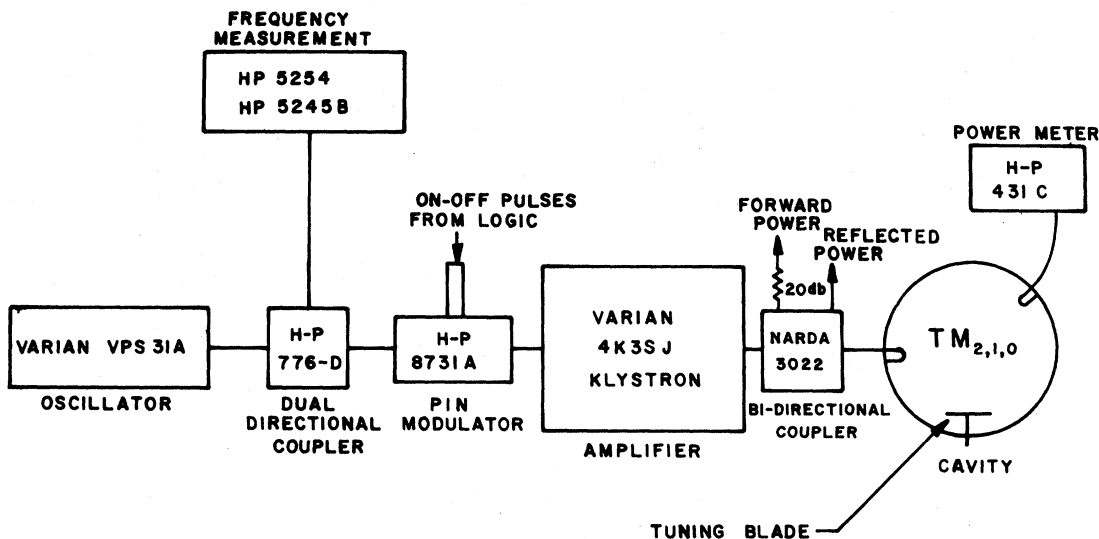 FREQUENCY
MEASUREMENT
HP 5254
HP 5245B
POWER METER
H-P
431 C
ON-OFF PULSES
FROM LOGIC
FORWARD
POWER
REFLECTED
POWER
20db
VARIAN VPS 31A
OSCILLATOR
H-P
776-D
DUAL
DIRECTIONAL
COUPLER
H-P
8731A
PIN
MODULATOR
VARIAN
4K3SJ
KLYSTRON
AMPLIFIER
NARDA
3022
BI-DIRECTIONAL
COUPLER
TM2,1,0
CAVITY
TUNING BLADE